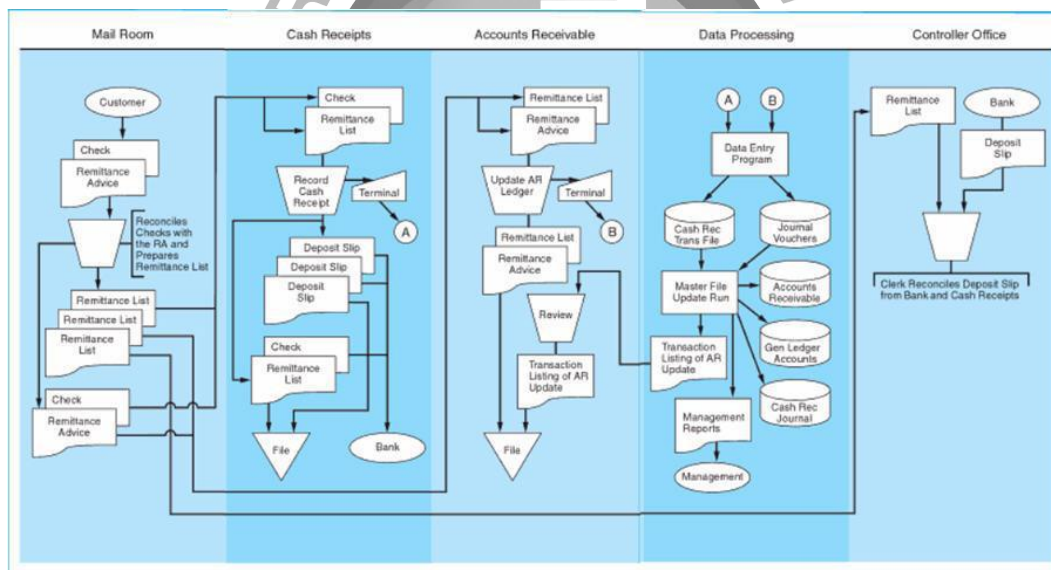 Mail Room
Cash Receipts
Accounts Receivable
Data Processing
Controller Office
Customer
Check
Remittance
Advice
Reconciles
Checks with
the RA and
Prepares
Remittance List
Remittance List
Remittance List
Remittance
List
Check
Remittance
Advice
Check
Remittance
List
Record
Cash
Receipt
Terminal
A
Deposit Slip
Deposit Slip
Deposit
Slip
Check
Remittance
List
File
Bank
Remittance List
Remittance
Advice
Update AR
Ledger
Terminal
B
Remittance List
Remittance
Advice
Review
Transaction
Listing of AR
Update
File
A
B
Data Entry
Program
Cash Rec
Trans File
Journal
Vouchers
Master File
Update Run
Accounts
Receivable
Gen Ledger
Accounts
Cash Rec
Journal
Transaction
Listing of AR
Update
Management
Reports
Management
Remittance
List
Bank
Deposit
Slip
Clerk Reconciles Deposit Slip
from Bank and Cash Receipts